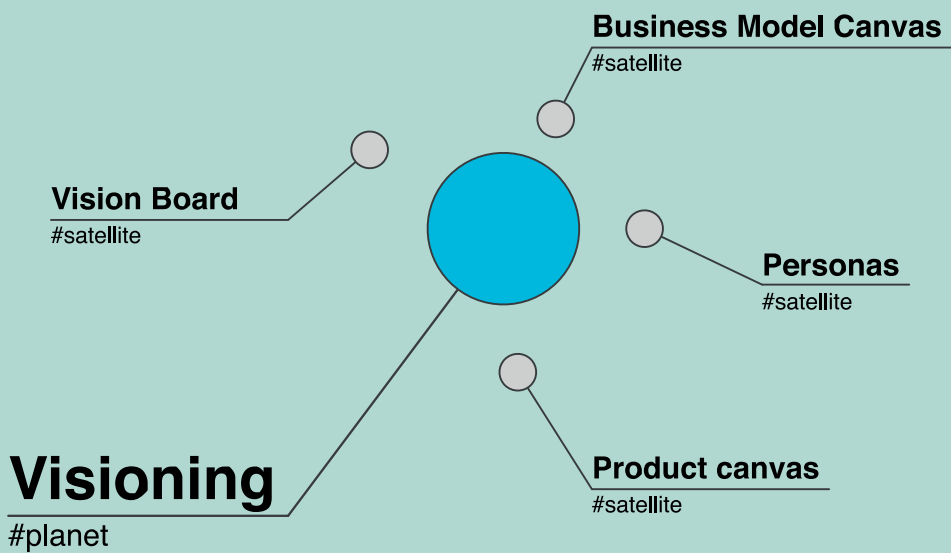 Business Model Canvas
#satellite
Vision Board
#satellite
Personas
#satellite
Product canvas
#satellite
Visioning
#planet